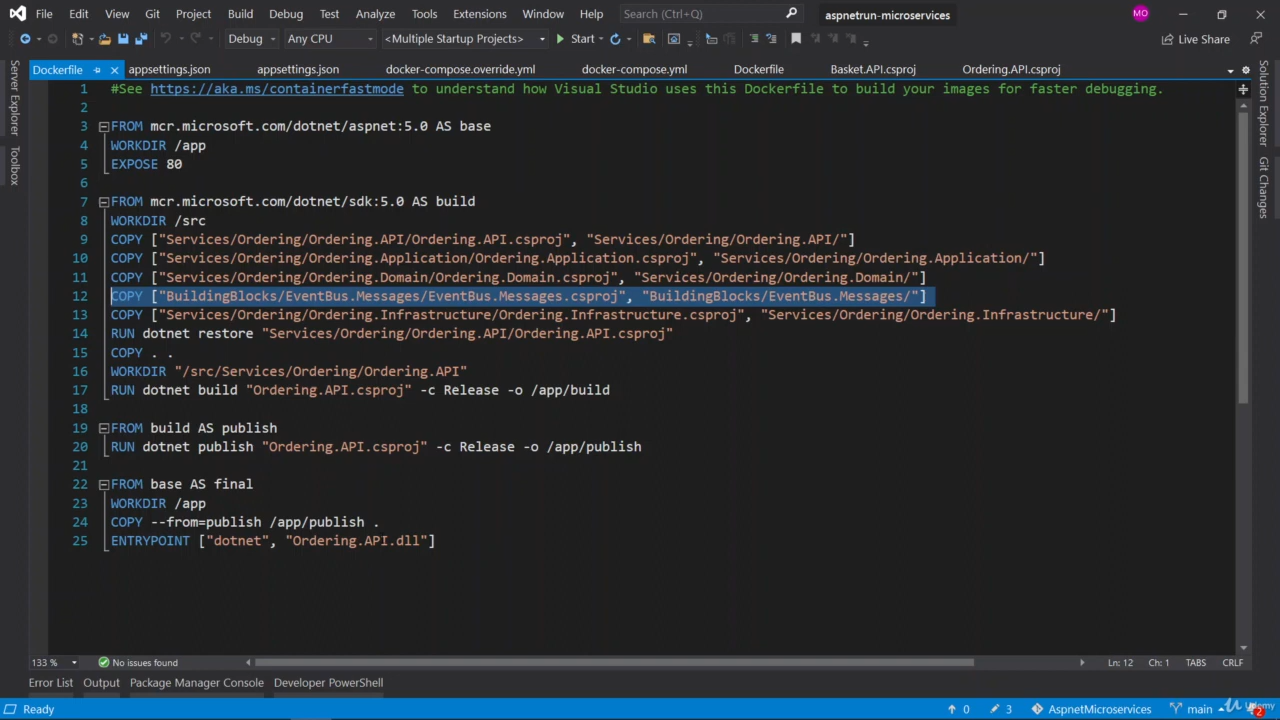 File Edit View Git Project Build Debug Test Analyze Tools Extensions Window Help Search (Ctrl+Q) aspnetrun-microservices MO
Debug Any CPU <Multiple Startup Projects> Start Live Share
Dockerfile appsettings.json appsettings.json docker-compose.override.yml docker-compose.yml Dockerfile Basket.API.csproj Ordering.API.csproj
Server Explorer
Toolbox
Solution Explorer
Git Changes
1 #See https://aka.ms/containerfastmode to understand how Visual Studio uses this Dockerfile to build your images for faster debugging.
2
3 FROM mcr.microsoft.com/dotnet/aspnet:5.0 AS base
4 WORKDIR /app
5 EXPOSE 80
6
7 FROM mcr.microsoft.com/dotnet/sdk:5.0 AS build
8 WORKDIR /src
9 COPY ["Services/Ordering/Ordering.API/Ordering.API.csproj", "Services/Ordering/Ordering.API/"]
10 COPY ["Services/Ordering/Ordering.Application/Ordering.Application.csproj", "Services/Ordering/Ordering.Application/"]
11 COPY ["Services/Ordering/Ordering.Domain/Ordering.Domain.csproj", "Services/Ordering/Ordering.Domain/"]
12 COPY ["BuildingBlocks/EventBus.Messages/EventBus.Messages.csproj", "BuildingBlocks/EventBus.Messages/"]
13 COPY ["Services/Ordering/Ordering.Infrastructure/Ordering.Infrastructure.csproj", "Services/Ordering/Ordering.Infrastructure/"]
14 RUN dotnet restore "Services/Ordering/Ordering.API/Ordering.API.csproj"
15 COPY . .
16 WORKDIR "/src/Services/Ordering/Ordering.API"
17 RUN dotnet build "Ordering.API.csproj" -c Release -o /app/build
18
19 FROM build AS publish
20 RUN dotnet publish "Ordering.API.csproj" -c Release -o /app/publish
21
22 FROM base AS final
23 WORKDIR /app
24 COPY --from=publish /app/publish .
25 ENTRYPOINT ["dotnet", "Ordering.API.dll"]
133 % No issues found Ln: 12 Ch: 1 TABS CRLF
Error List Output Package Manager Console Developer PowerShell
Ready 0 3 AspnetMicroservices main Udemy 2